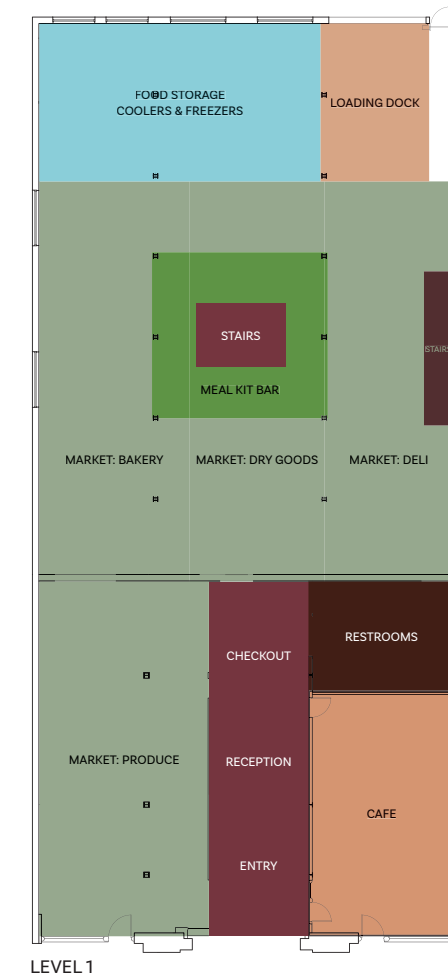 FOOD STORAGE
COOLERS & FREEZERS
LOADING DOCK
STAIRS
STAIRS
MEAL KIT BAR
MARKET: BAKERY
MARKET: DRY GOODS
MARKET: DELI
CHECKOUT
RESTROOMS
MARKET: PRODUCE
RECEPTION
CAFE
ENTRY
LEVEL 1